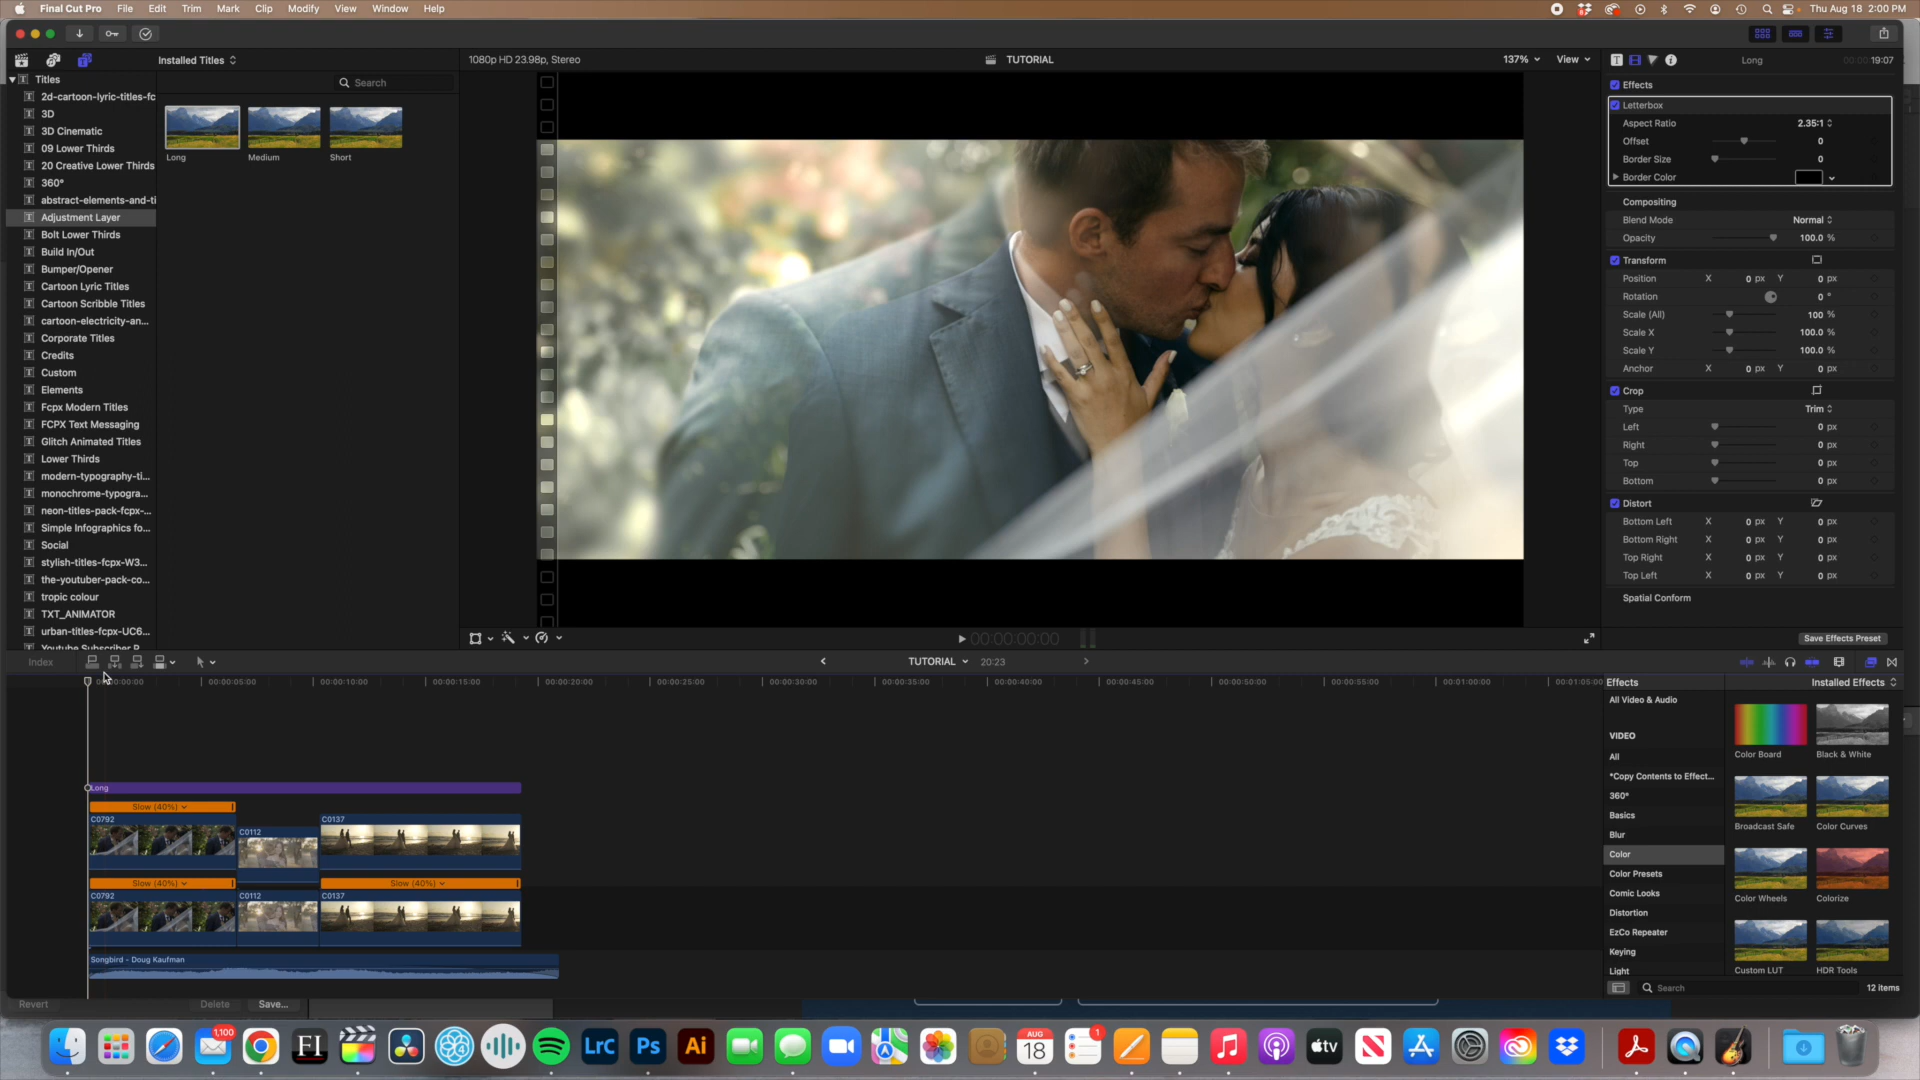 Final Cut Pro File Edit Trim Mark Clip Modify View Window Help
Thu Aug 18 2:00 PM
Installed Titles
1080p HD 23.98p, Stereo
TUTORIAL
137%
View
Long
19:07
Titles
Search
2d-cartoon-lyric-titles-fc
3D
3D Cinematic
09 Lower Thirds
20 Creative Lower Thirds
360°
abstract-elements-and-ti
Adjustment Layer
Bolt Lower Thirds
Build In/Out
Bumper/Opener
Cartoon Lyric Titles
Cartoon Scribble Titles
cartoon-electricity-an...
Corporate Titles
Credits
Custom
Elements
Fcpx Modern Titles
FCPX Text Messaging
Glitch Animated Titles
Lower Thirds
modern-typography-ti...
monochrome-typogra...
neon-titles-pack-fcpx-...
Simple Infographics fo...
Social
stylish-titles-fcpx-W3...
the-youtuber-pack-co...
tropic colour
TXT_ANIMATOR
urban-titles-fcpx-UC6...
Long
Medium
Short
Effects
Letterbox
Aspect Ratio 2.35:1
Offset 0
Border Size 0
Border Color
Compositing
Blend Mode Normal
Opacity 100.0 %
Transform
Position X 0 px Y 0 px
Rotation 0 °
Scale (All) 100 %
Scale X 100.0 %
Scale Y 100.0 %
Anchor X 0 px Y 0 px
Crop
Type Trim
Left 0 px
Right 0 px
Top 0 px
Bottom 0 px
Distort
Bottom Left X 0 px Y 0 px
Bottom Right X 0 px Y 0 px
Top Right X 0 px Y 0 px
Top Left X 0 px Y 0 px
Spatial Conform
Save Effects Preset
00:00:00:00
Index
TUTORIAL 20:23
00:00:05:00 00:00:10:00 00:00:15:00 00:00:20:00 00:00:25:00 00:00:30:00 00:00:35:00 00:00:40:00 00:00:45:00 00:00:50:00 00:00:55:00 00:01:00:00 00:01:05:00
Long
Slow (40%)
C0792
C0112
C0137
Slow (40%)
Slow (40%)
C0792
C0112
C0137
Songbird - Doug Kaufman
Effects
Installed Effects
All Video & Audio
VIDEO
All
*Copy Contents to Effect...
360°
Basics
Blur
Color
Color Presets
Comic Looks
Distortion
EzCo Repeater
Keying
Light
Color Board
Black & White
Broadcast Safe
Color Curves
Color Wheels
Colorize
Custom LUT
HDR Tools
Search
12 items
Revert
Delete
Save...
1,100
FI
LrC
Ps
Ai
AUG
18
1
tv